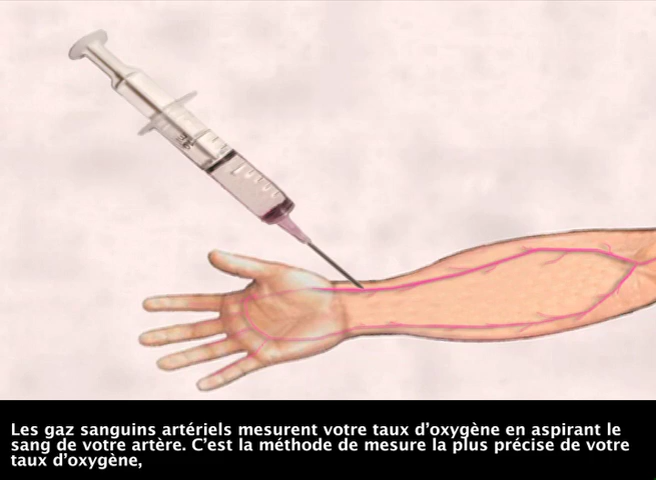 Les gaz sanguins artériels mesurent votre taux d’oxygène en aspirant le
sang de votre artère. C’est la méthode de mesure la plus précise de votre
taux d’oxygène,